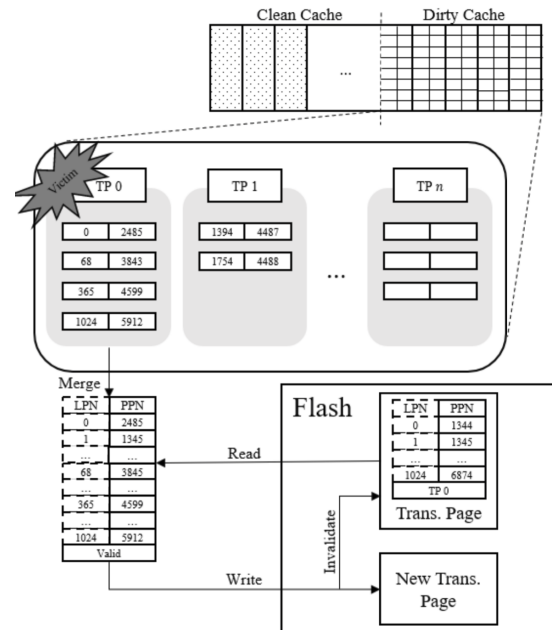 Clean Cache Dirty Cache
...
Victim
TP 0 TP 1 TP n
0 2485 1394 4487
68 3843 1754 4488
365 4599
...
1024 5912
Merge
LPN PPN
0 2485
1 1345
... ...
68 3845
... ...
365 4599
... ...
1024 5912
Valid
Flash
LPN PPN
0 1344
1 1345
... ...
1024 6874
TP 0
Trans. Page
Read
Invalidate
Write
New Trans.
Page